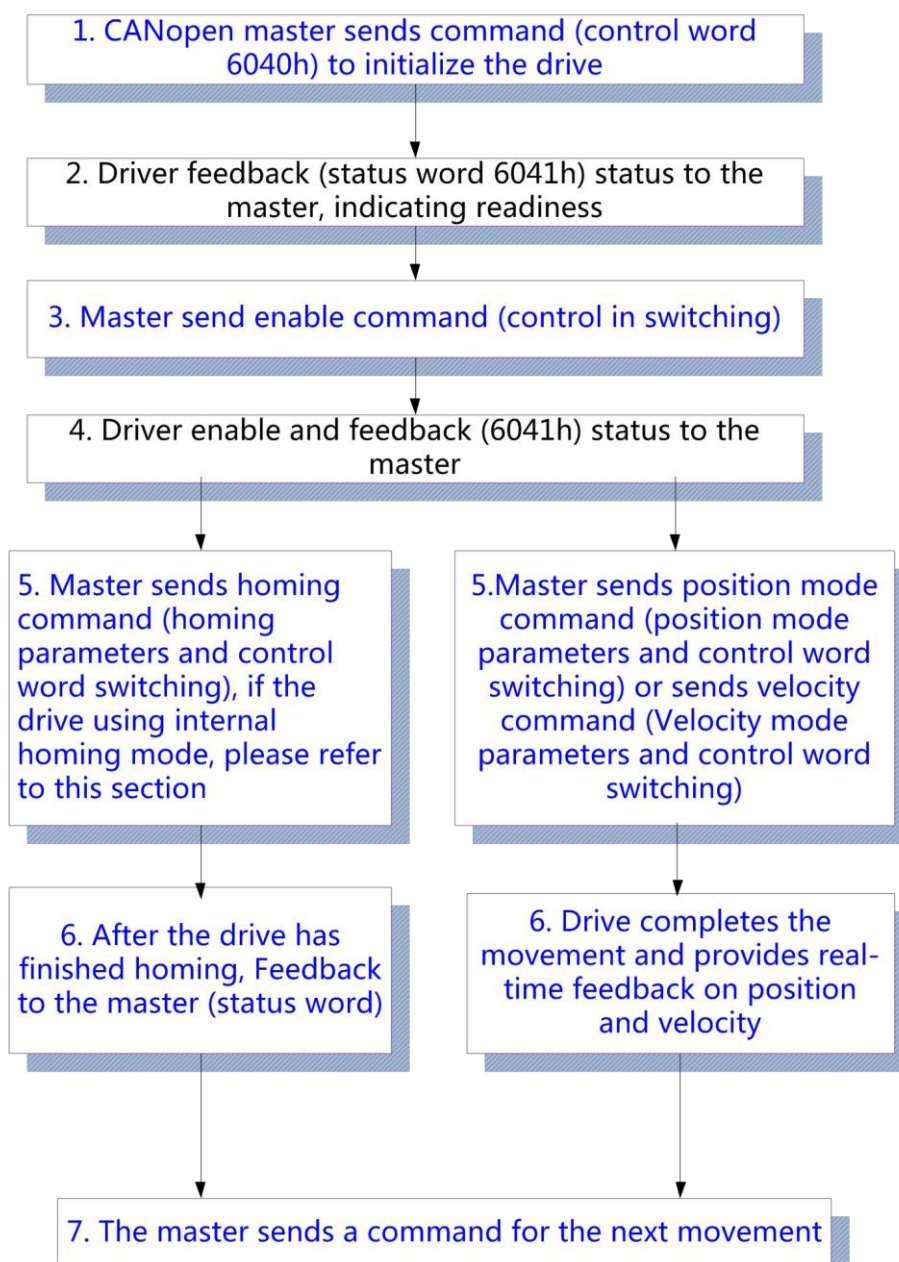 1. CANopen master sends command (control word
6040h) to initialize the drive
2. Driver feedback (status word 6041h) status to the
master, indicating readiness
3. Master send enable command (control in switching)
4. Driver enable and feedback (6041h) status to the
master
5. Master sends homing
command (homing
parameters and control
word switching), if the
drive using internal
homing mode, please refer
to this section
5.Master sends position mode
command (position mode
parameters and control word
switching) or sends velocity
command (Velocity mode
parameters and control word
switching)
6. After the drive has
finished homing, Feedback
to the master (status word)
6. Drive completes the
movement and provides real-
time feedback on position
and velocity
7. The master sends a command for the next movement